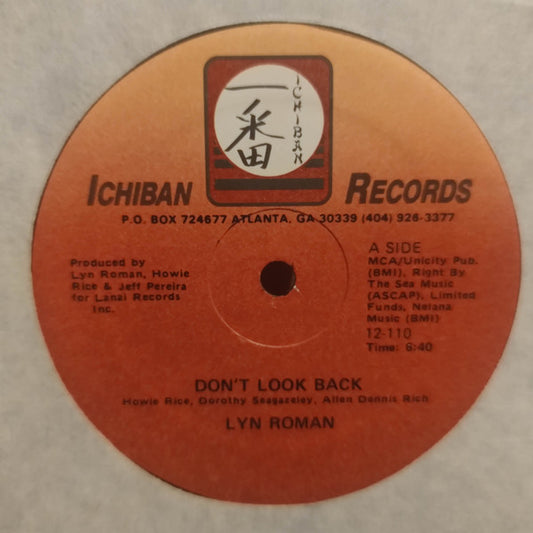 一番
ICHIBAN
ICHIBAN RECORDS
P.O. BOX 724677 ATLANTA, GA 30339 (404) 926-3377
Produced by
Lyn Roman, Howie
Rice & Jeff Pereira
for Lanai Records
Inc.
A SIDE
MCA/Unicity Pub.
(BMI), Right By
The Sea Music
(ASCAP), Limited
Funds, Nelana
Music (BMI)
12-110
Time: 6:40
DON'T LOOK BACK
Howie Rice, Dorothy Seagazeley, Allen Dennis Rich
LYN ROMAN